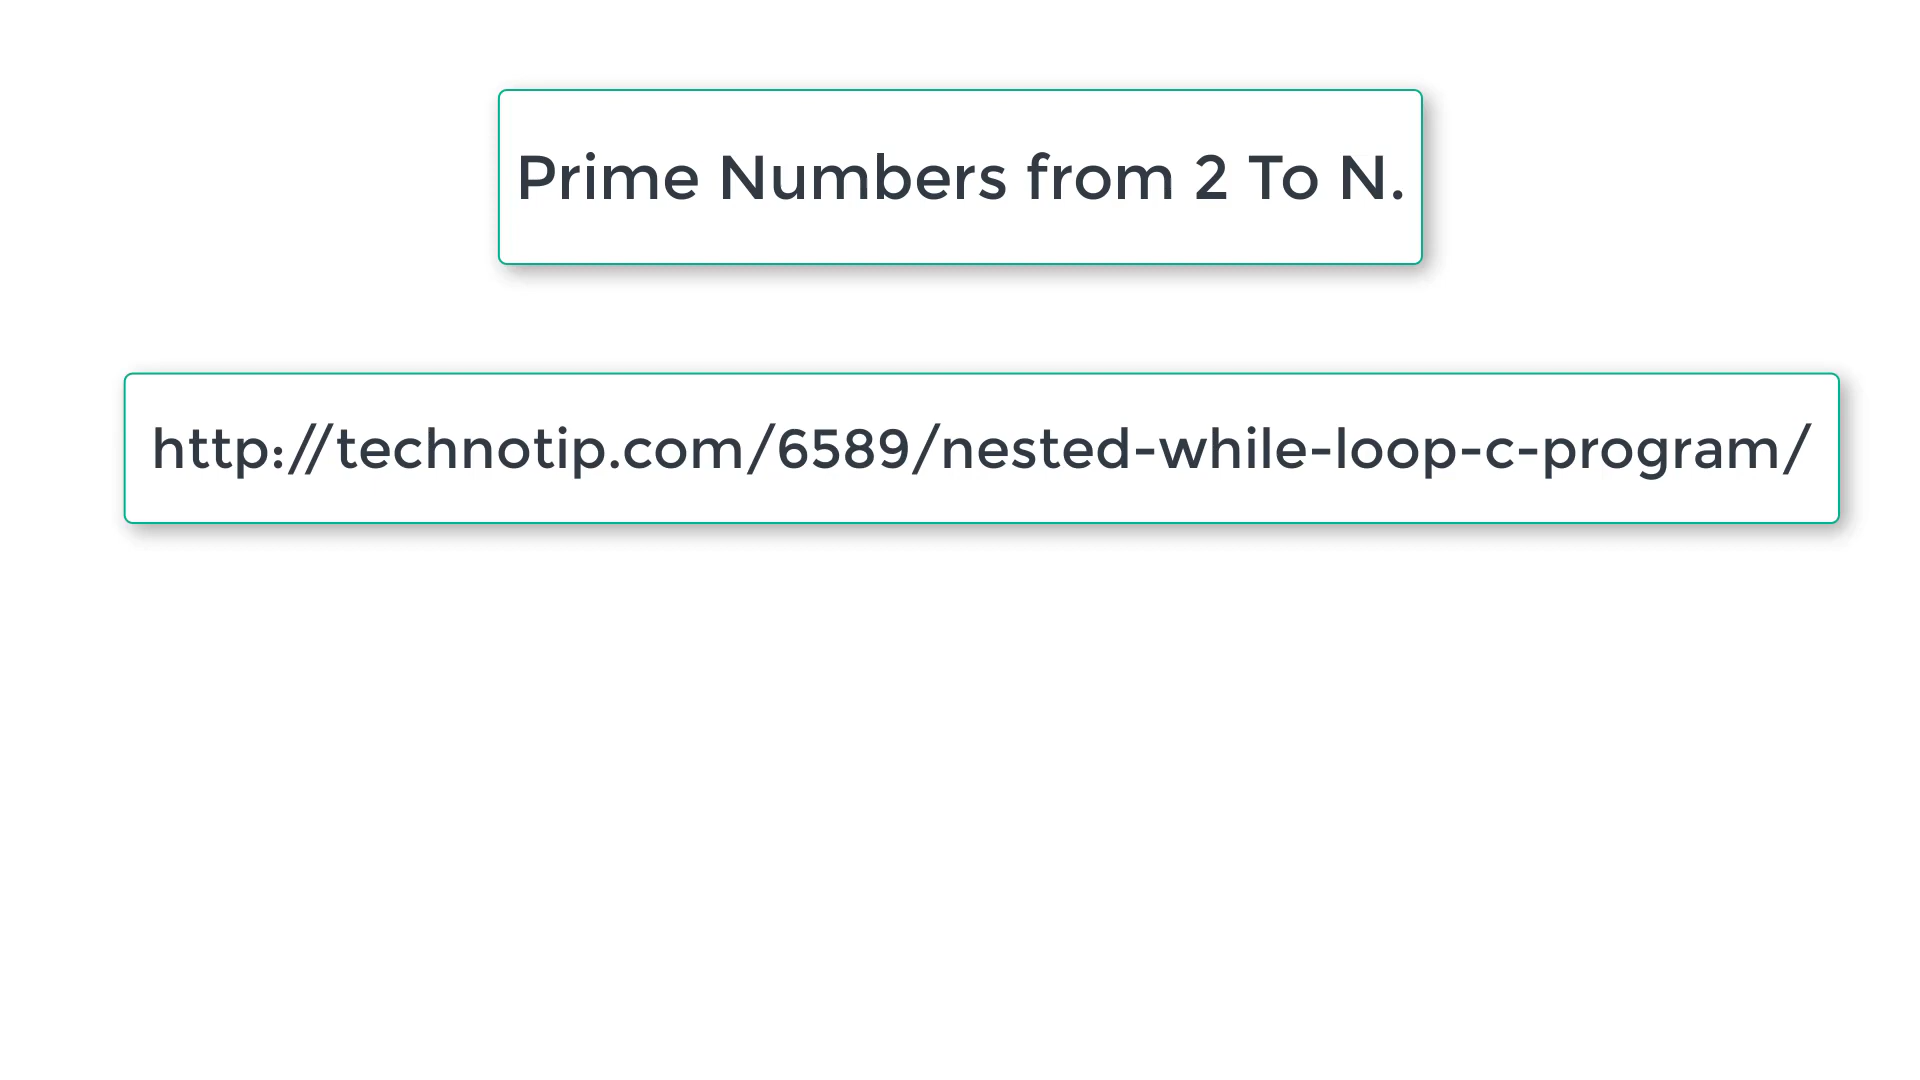 Prime Numbers from 2 To N.
http://technotip.com/6589/nested-while-loop-c-program/